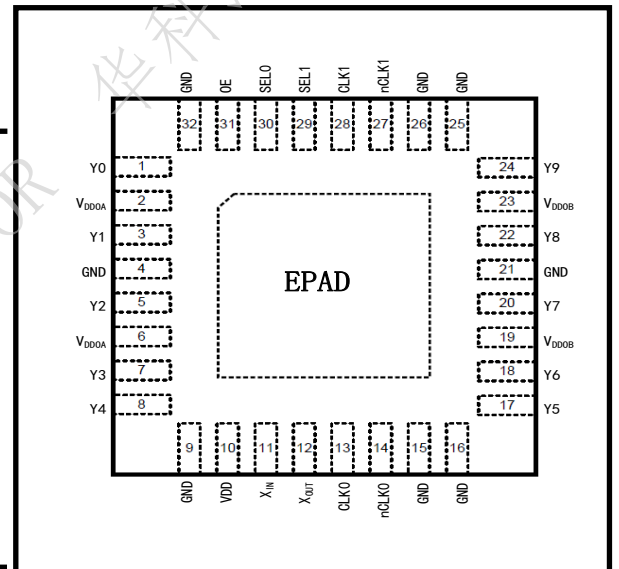 华科
OR
GND OE SEL0 SEL1 CLK1 nCLK1 GND GND
32 31 30 29 28 27 26 25
Y0 1 24 Y9
VDDOA 2 23 VDDOB
Y1 3 22 Y8
GND 4 21 GND
EPAD
Y2 5 20 Y7
VDDOA 6 19 VDDOB
Y3 7 18 Y6
Y4 8 17 Y5
9 10 11 12 13 14 15 16
GND VDD XIN XOUT CLK0 nCLK0 GND GND